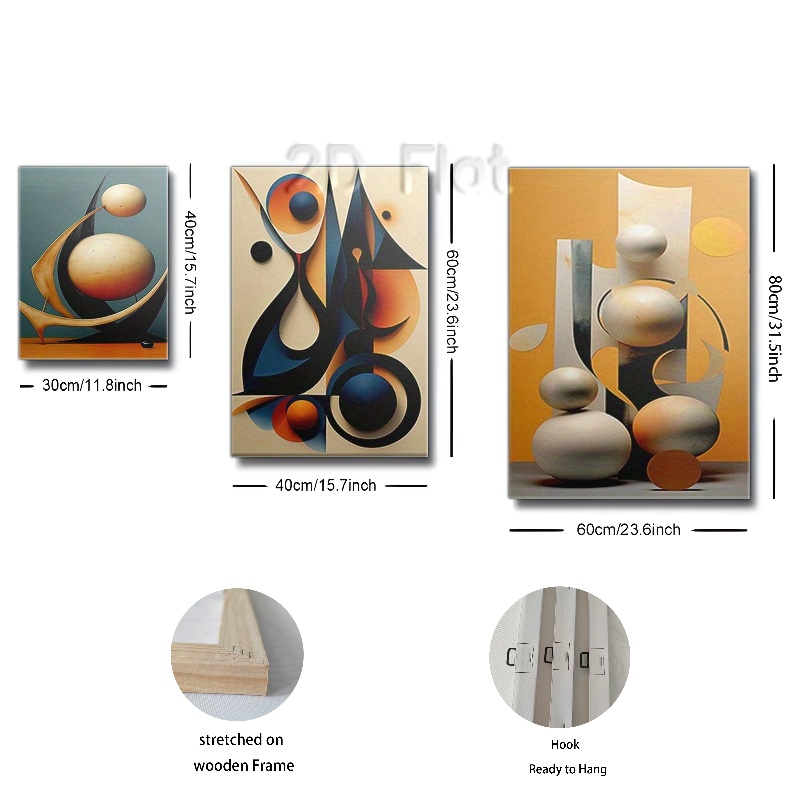 2D Flat
40cm/15.7inch
30cm/11.8inch
60cm/23.6inch
40cm/15.7inch
80cm/31.5inch
60cm/23.6inch
stretched on
wooden Frame
Hook
Ready to Hang